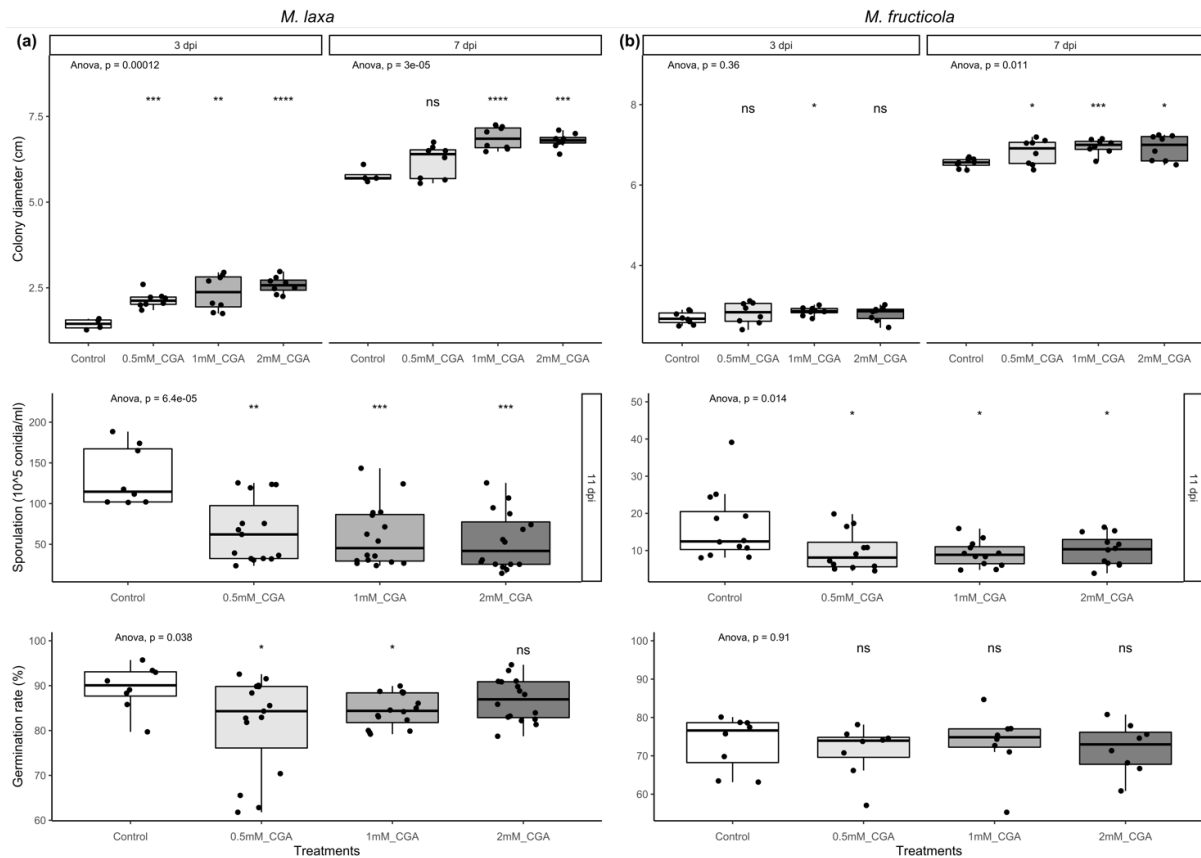 M. laxa
M. fructicola
(a)
3 dpi
7 dpi
(b)
3 dpi
7 dpi
Anova, p = 0.00012
Anova, p = 3e-05
Anova, p = 0.36
Anova, p = 0.011
*** ** ****
ns **** ***
ns * ns
* *** *
Colony diameter (cm)
7.5
5.0
2.5
8
6
4
Control 0.5mM_CGA 1mM_CGA 2mM_CGA
Control 0.5mM_CGA 1mM_CGA 2mM_CGA
Control 0.5mM_CGA 1mM_CGA 2mM_CGA
Control 0.5mM_CGA 1mM_CGA 2mM_CGA
Anova, p = 6.4e-05
** *** ***
Sporulation (10^5 conidia/ml)
200
150
100
50
11 dpi
Control 0.5mM_CGA 1mM_CGA 2mM_CGA
Anova, p = 0.014
* * *
50
40
30
20
10
11 dpi
Control 0.5mM_CGA 1mM_CGA 2mM_CGA
Anova, p = 0.038
* * ns
Germination rate (%)
100
90
80
70
60
Control 0.5mM_CGA 1mM_CGA 2mM_CGA
Treatments
Anova, p = 0.91
ns ns ns
100
90
80
70
60
Control 0.5mM_CGA 1mM_CGA 2mM_CGA
Treatments